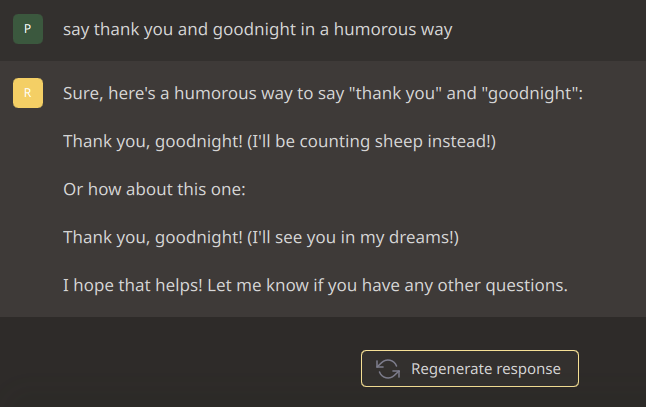 P
say thank you and goodnight in a humorous way
R
Sure, here's a humorous way to say "thank you" and "goodnight":
Thank you, goodnight! (I'll be counting sheep instead!)
Or how about this one:
Thank you, goodnight! (I'll see you in my dreams!)
I hope that helps! Let me know if you have any other questions.
Regenerate response